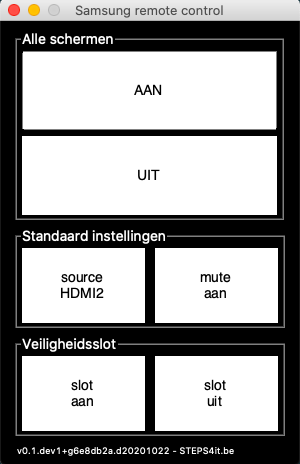 Samsung remote control
Alle schermen
AAN
UIT
Standaard instellingen
source
HDMI2
mute
aan
Veiligheidsslot
slot
aan
slot
uit
v0.1.dev1+g6e8db2a.d20201022 - STEPS4it.be